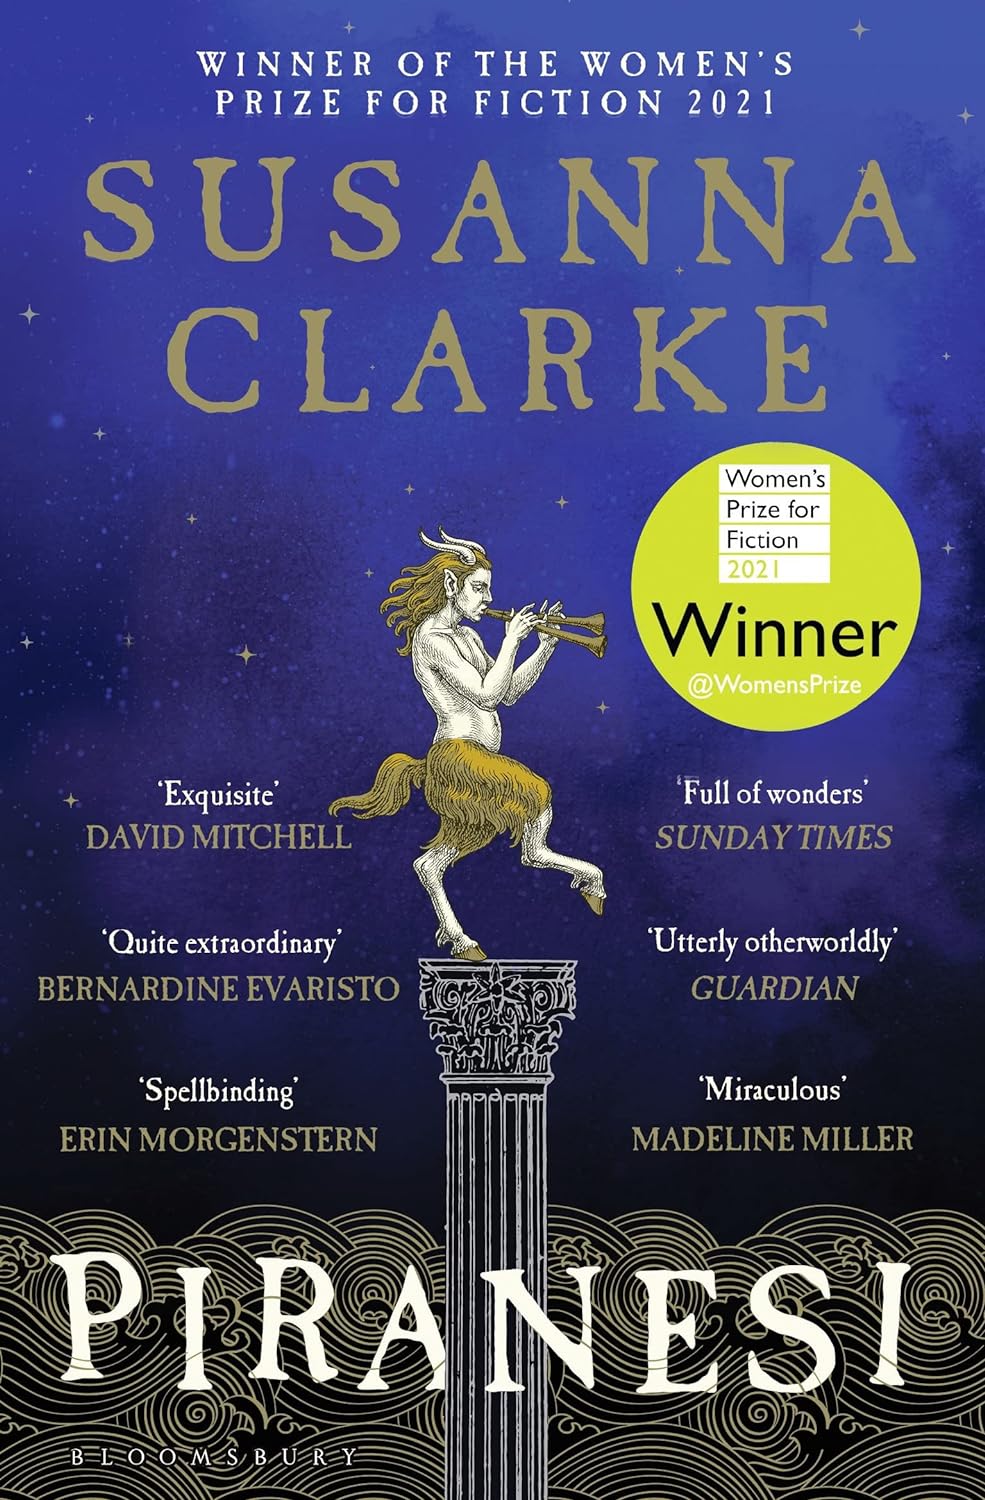 WINNER OF THE WOMEN'S
PRIZE FOR FICTION 2021
SUSANNA
CLARKE
Women's
Prize for
Fiction
2021
Winner
@WomensPrize
'Exquisite'
DAVID MITCHELL
'Full of wonders'
SUNDAY TIMES
'Quite extraordinary'
BERNARDINE EVARISTO
'Utterly otherworldly'
GUARDIAN
'Spellbinding'
ERIN MORGENSTERN
'Miraculous'
MADELINE MILLER
PIRANESI
BLOOMSBURY